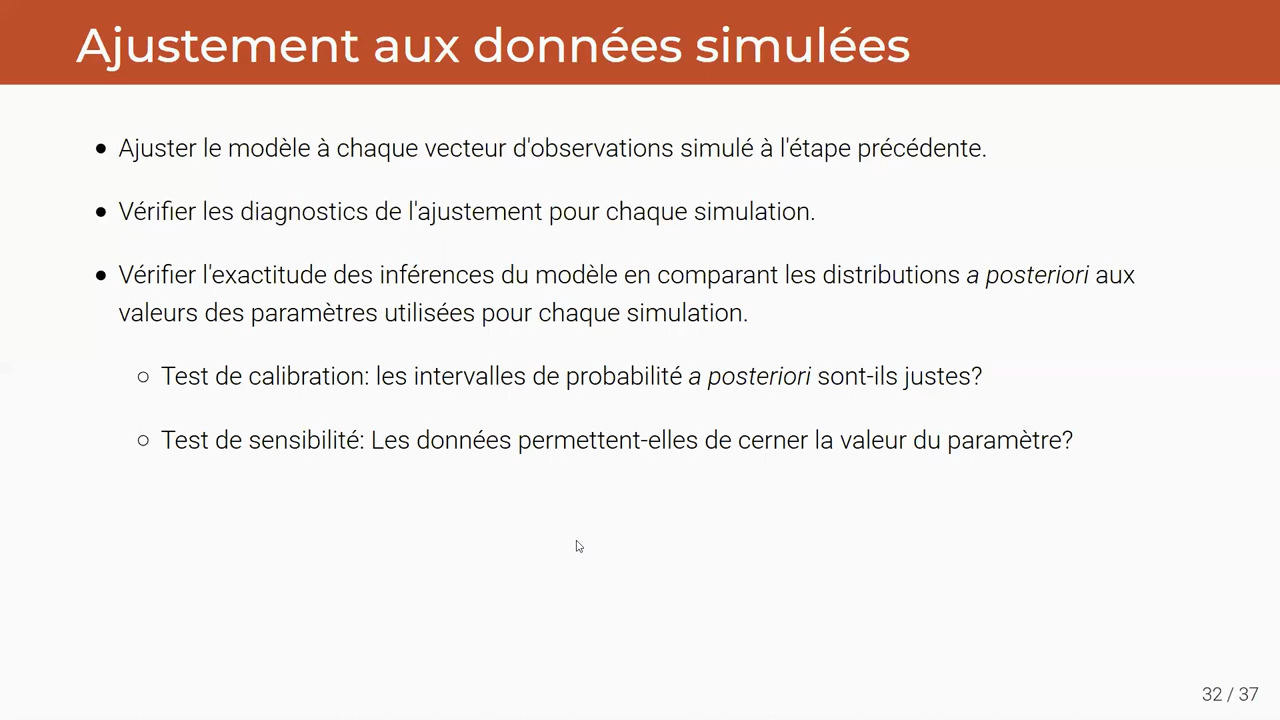 Ajustement aux données simulées
Ajuster le modèle à chaque vecteur d'observations simulé à l'étape précédente.
Vérifier les diagnostics de l'ajustement pour chaque simulation.
Vérifier l'exactitude des inférences du modèle en comparant les distributions a posteriori aux
valeurs des paramètres utilisées pour chaque simulation.
Test de calibration: les intervalles de probabilité a posteriori sont-ils justes?
Test de sensibilité: Les données permettent-elles de cerner la valeur du paramètre?
32 / 37